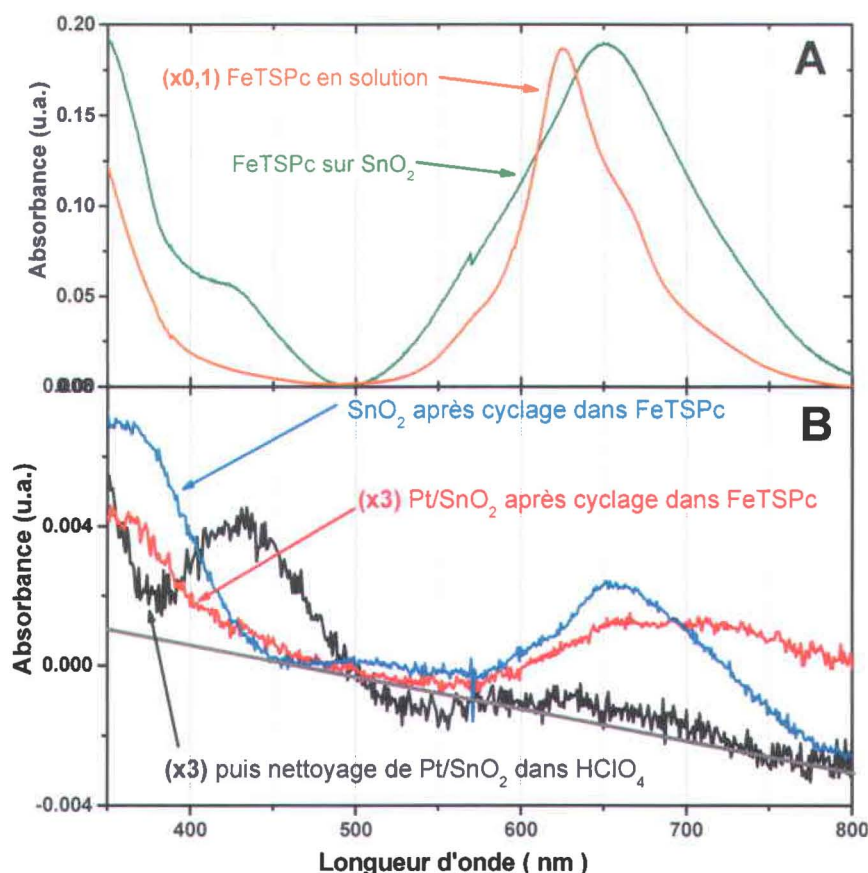 0.20
A
(x0,1) FeTSPc en solution
0.15
FeTSPc sur SnO₂
0.10
0.05
Absorbance (u.a.)
SnO₂ après cyclage dans FeTSPc
B
(x3) Pt/SnO₂ après cyclage dans FeTSPc
0.004
0.000
-0.004
Absorbance (u.a.)
(x3) puis nettoyage de Pt/SnO₂ dans HClO₄
400
500
600
700
800
Longueur d'onde ( nm )